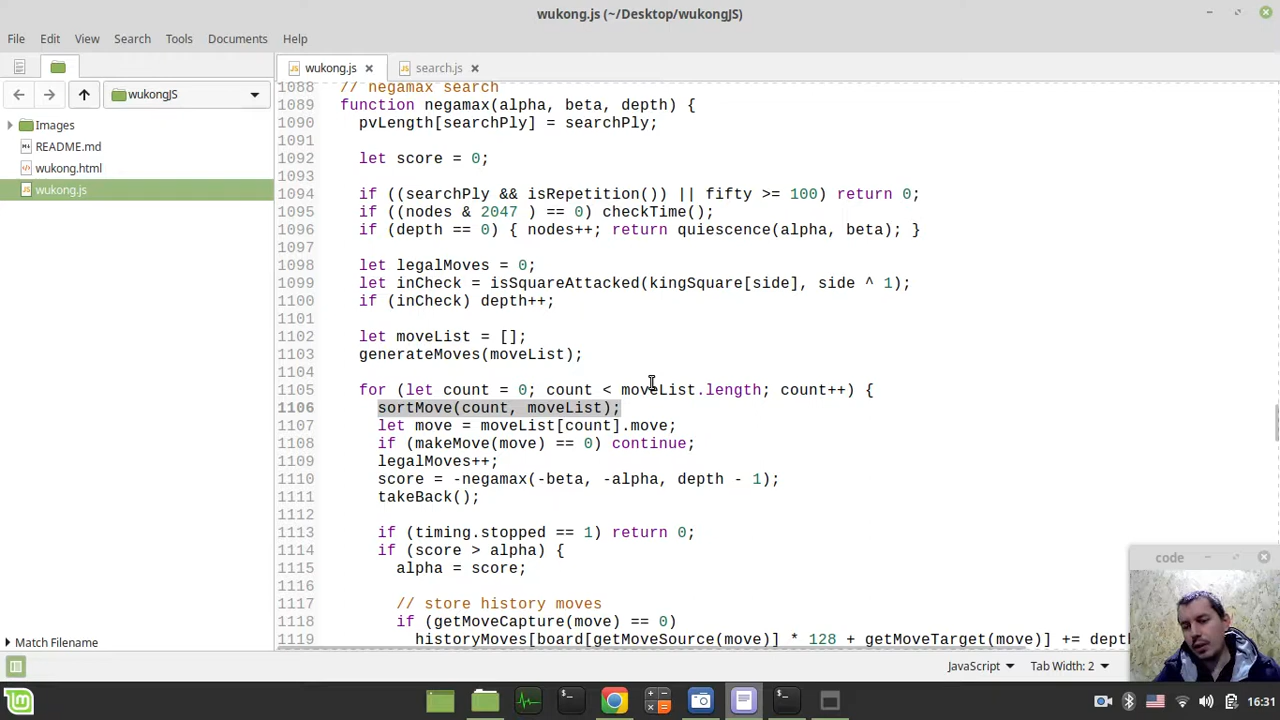 wukong.js (~/Desktop/wukongJS)
File Edit View Search Tools Documents Help
wukong.js
search.js
wukongJS
Images
README.md
wukong.html
wukong.js
Match Filename
1088 // negamax search
1089 function negamax(alpha, beta, depth) {
1090 pvLength[searchPly] = searchPly;
1091
1092 let score = 0;
1093
1094 if ((searchPly && isRepetition()) || fifty >= 100) return 0;
1095 if ((nodes & 2047 ) == 0) checkTime();
1096 if (depth == 0) { nodes++; return quiescence(alpha, beta); }
1097
1098 let legalMoves = 0;
1099 let inCheck = isSquareAttacked(kingSquare[side], side ^ 1);
1100 if (inCheck) depth++;
1101
1102 let moveList = [];
1103 generateMoves(moveList);
1104
1105 for (let count = 0; count < moveList.length; count++) {
1106 sortMove(count, moveList);
1107 let move = moveList[count].move;
1108 if (makeMove(move) == 0) continue;
1109 legalMoves++;
1110 score = -negamax(-beta, -alpha, depth - 1);
1111 takeBack();
1112
1113 if (timing.stopped == 1) return 0;
1114 if (score > alpha) {
1115 alpha = score;
1116
1117 // store history moves
1118 if (getMoveCapture(move) == 0)
1119 historyMoves[board[getMoveSource(move)] * 128 + getMoveTarget(move)] += depth
code
JavaScript
Tab Width: 2
16:31